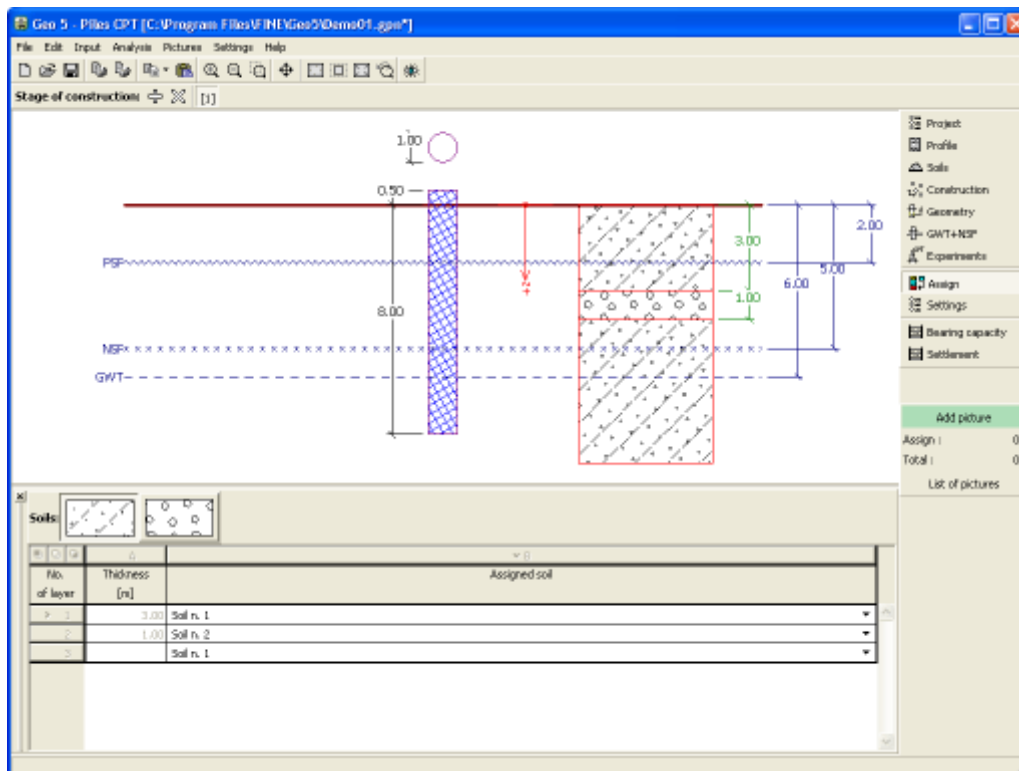 Geo 5 - Piles CPT [C:\Program Files\FINE\Geo5\Demo01.gpn*]
File Edit Input Analysis Pictures Settings Help
Stage of construction: [1]
Project
Profile
Soils
Construction
Geometry
GWT+NSF
Experiments
Assign
Settings
Bearing capacity
Settlement
Add picture
Assign : 0
Total : 0
List of pictures
1.00
0.50
PSF
8.00
NSF
GWT
+z
3.00
1.00
6.00
5.00
2.00
Soils:
A B
No. of layer
Thickness [m]
Assigned soil
> 1 3.00 Soil n. 1
2 1.00 Soil n. 2
3 Soil n. 1